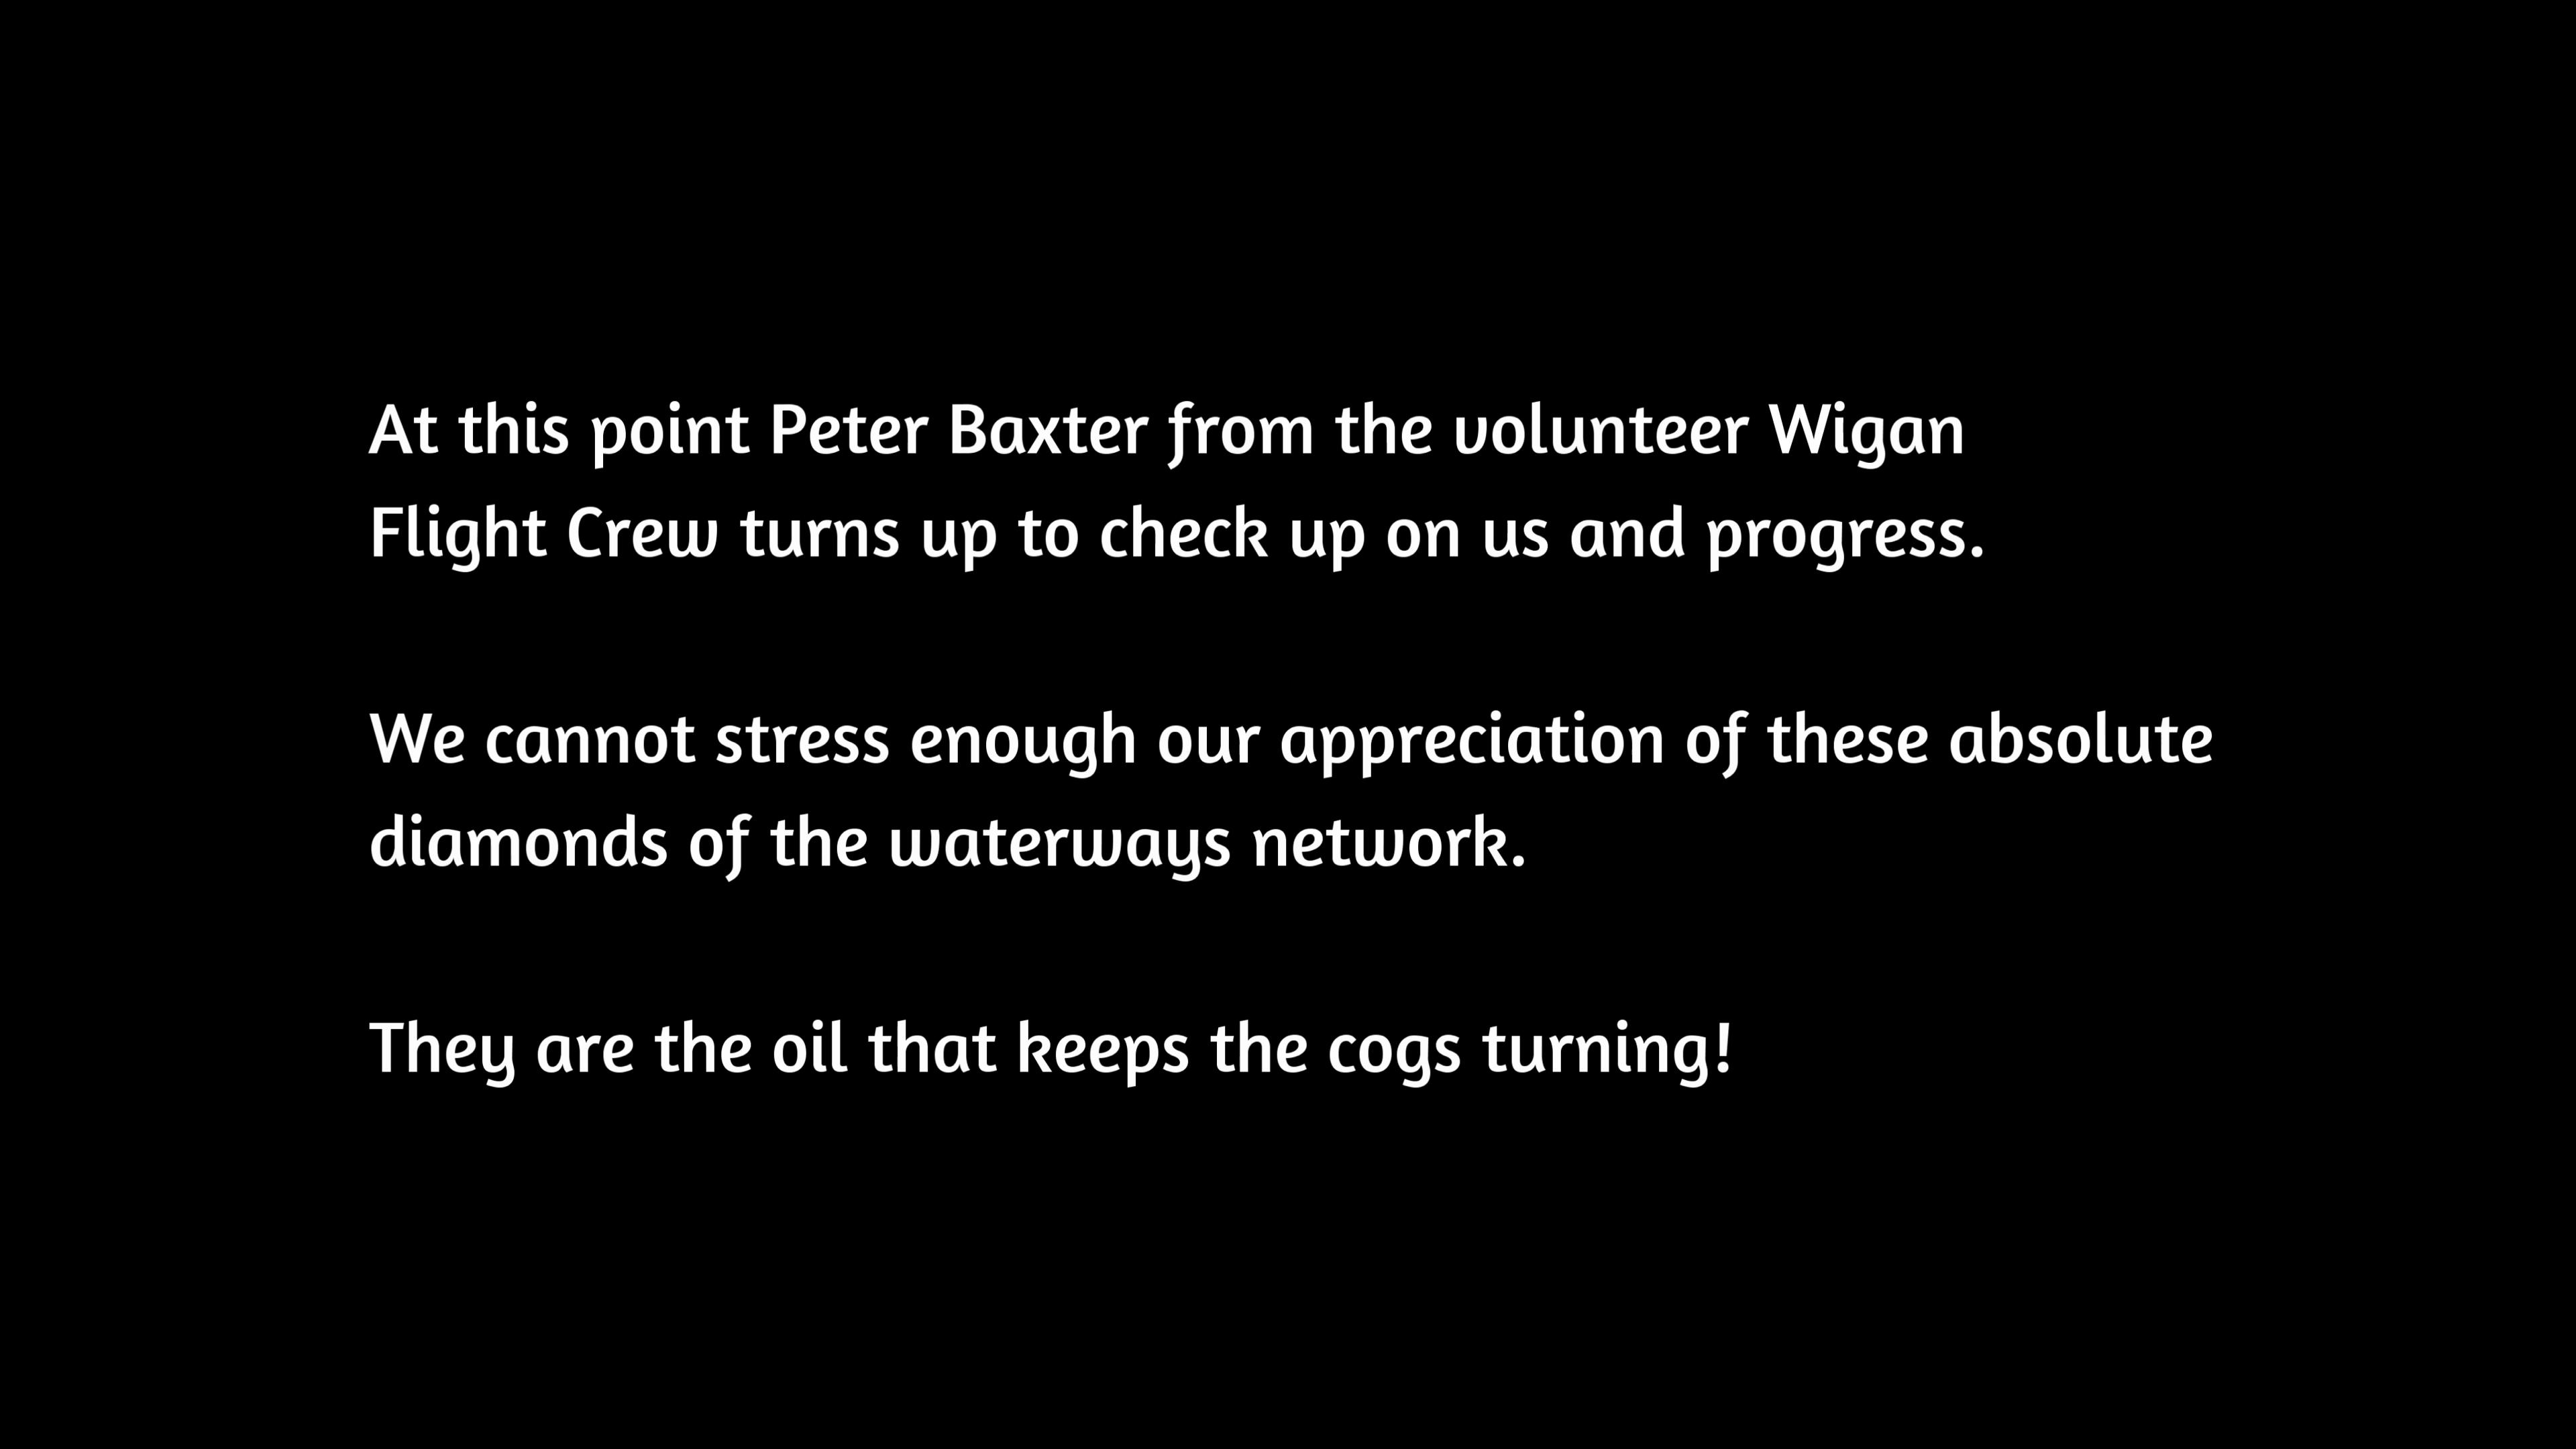 At this point Peter Baxter from the volunteer Wigan
Flight Crew turns up to check up on us and progress.
We cannot stress enough our appreciation of these absolute
diamonds of the waterways network.
They are the oil that keeps the cogs turning!